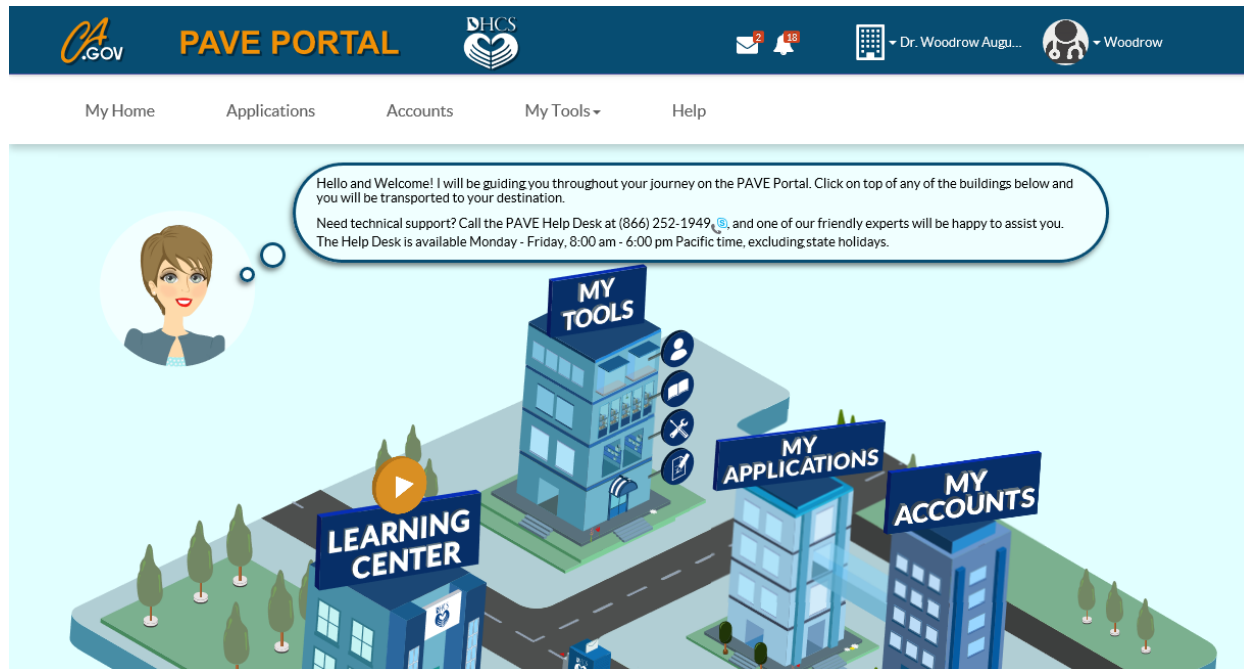 CA
.GOV
PAVE PORTAL
DHCS
2
18
Dr. Woodrow Augu...
Woodrow
My Home
Applications
Accounts
My Tools
Help
Hello and Welcome! I will be guiding you throughout your journey on the PAVE Portal. Click on top of any of the buildings below and
you will be transported to your destination.
Need technical support? Call the PAVE Help Desk at (866) 252-1949, and one of our friendly experts will be happy to assist you.
The Help Desk is available Monday - Friday, 8:00 am - 6:00 pm Pacific time, excluding state holidays.
MY
TOOLS
MY
APPLICATIONS
MY
ACCOUNTS
LEARNING
CENTER
DHCS